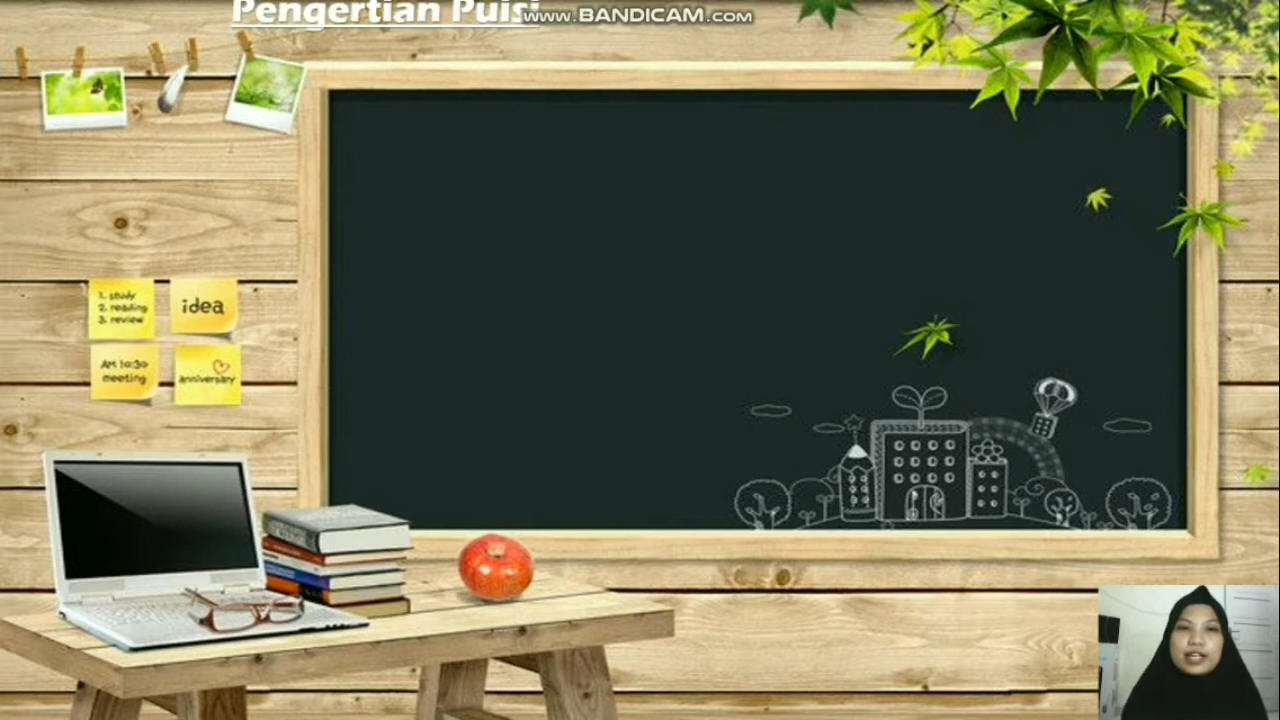 Pengertian Puisi
www.BANDICAM.com
1. study
2. reading
3. review
idea
AM 10:30
meeting
anniversary